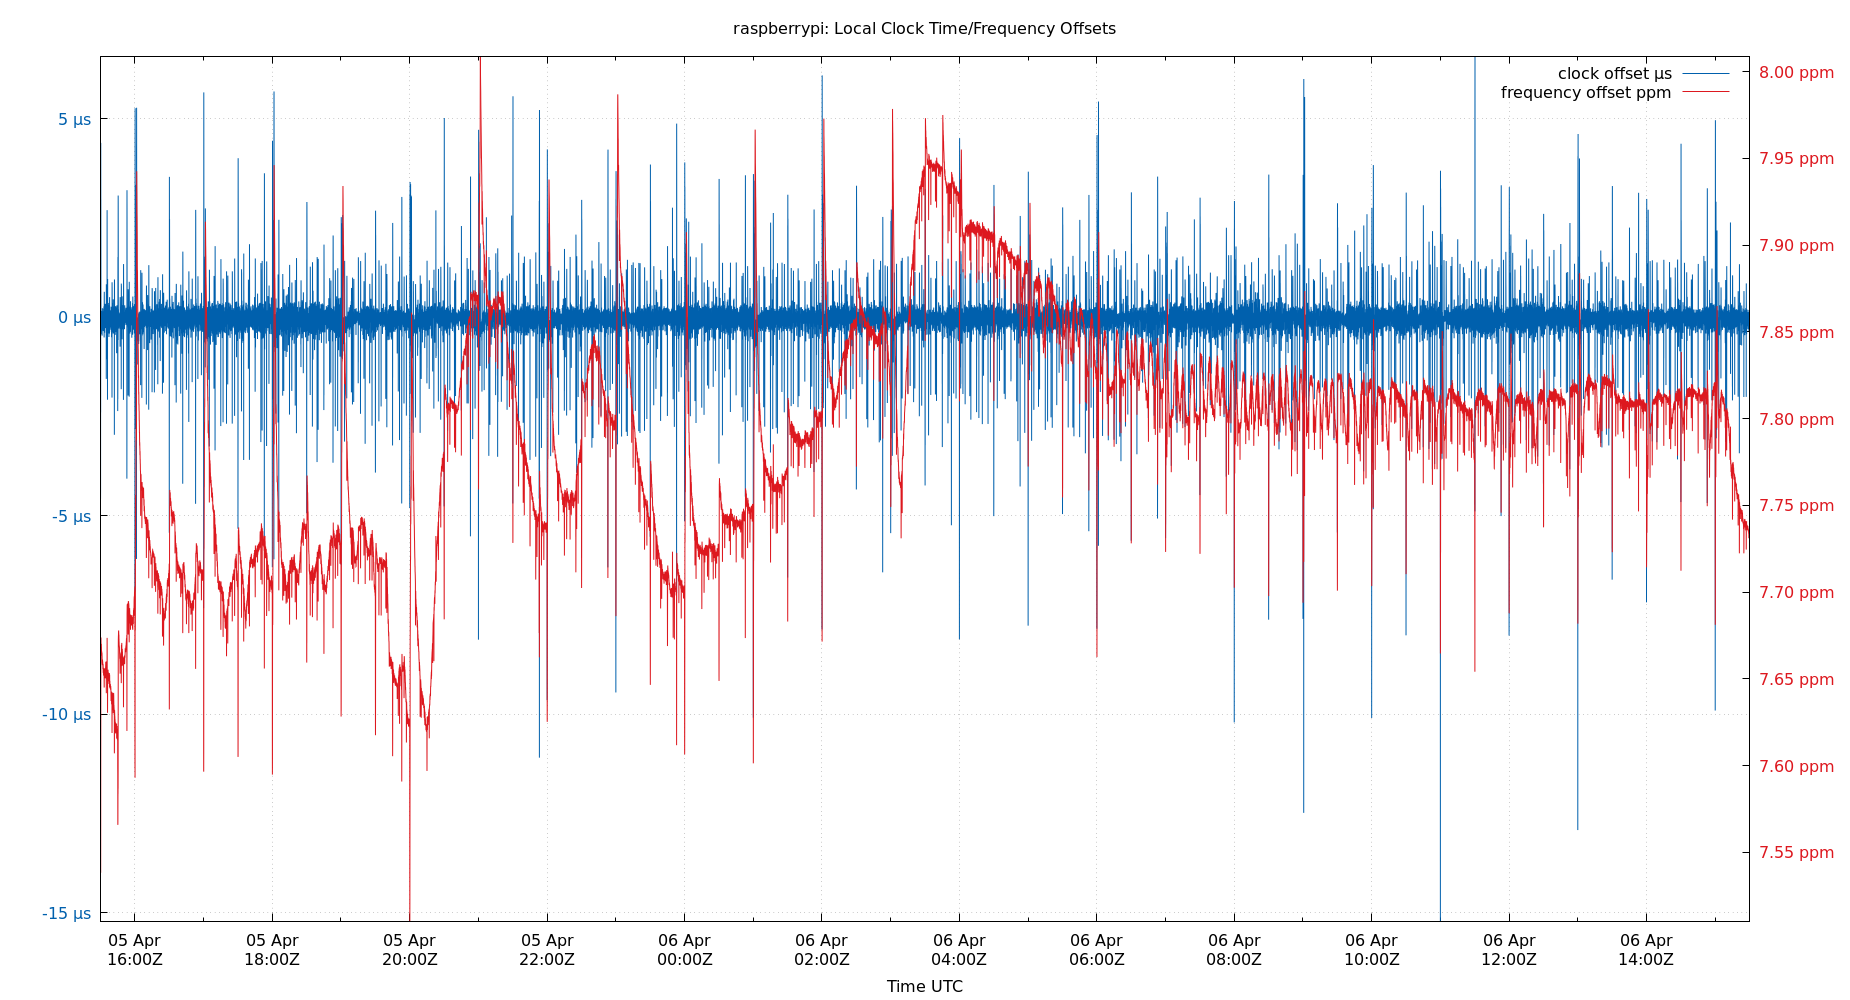 raspberrypi: Local Clock Time/Frequency Offsets
clock offset µs
frequency offset ppm
5 µs
0 µs
-5 µs
-10 µs
-15 µs
8.00 ppm
7.95 ppm
7.90 ppm
7.85 ppm
7.80 ppm
7.75 ppm
7.70 ppm
7.65 ppm
7.60 ppm
7.55 ppm
05 Apr 05 Apr 05 Apr 05 Apr 06 Apr 06 Apr 06 Apr 06 Apr 06 Apr 06 Apr 06 Apr 06 Apr
16:00Z 18:00Z 20:00Z 22:00Z 00:00Z 02:00Z 04:00Z 06:00Z 08:00Z 10:00Z 12:00Z 14:00Z
Time UTC